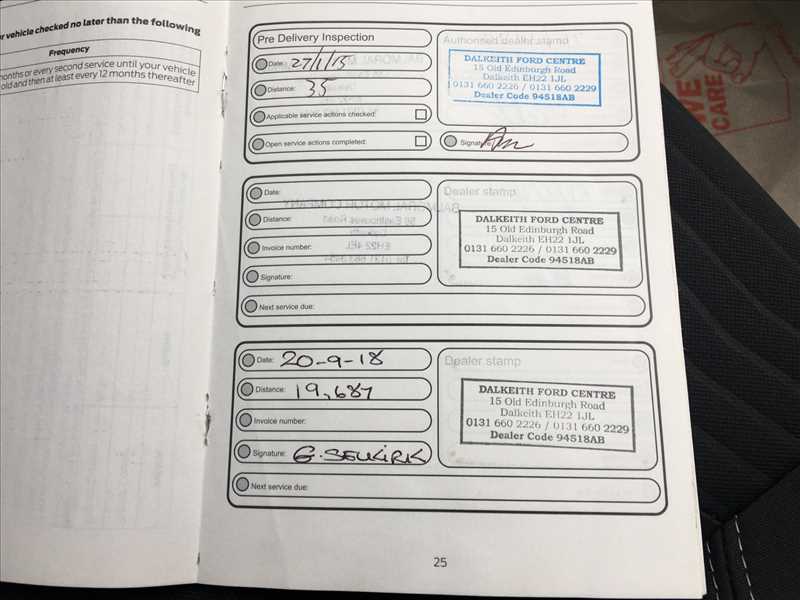 r vehicle checked no later than the following
Frequency
months or every second service until your vehicle
old and then at least every 12 months thereafter
Pre Delivery Inspection
Date: 27/1/15
Distance: 35
Applicable service actions checked:
Open service actions completed:
Authorised dealer stamp
DALKEITH FORD CENTRE
15 Old Edinburgh Road
Dalkeith EH22 1JL
0131 660 2226 / 0131 660 2229
Dealer Code 94518AB
Signature:
Date:
Distance:
Invoice number:
Signature:
Next service due:
Dealer stamp
DALKEITH FORD CENTRE
15 Old Edinburgh Road
Dalkeith EH22 1JL
0131 660 2226 / 0131 660 2229
Dealer Code 94518AB
Date: 20-9-18
Distance: 19,687
Invoice number:
Signature: G. SELKIRK
Next service due:
Dealer stamp
DALKEITH FORD CENTRE
15 Old Edinburgh Road
Dalkeith EH22 1JL
0131 660 2226 / 0131 660 2229
Dealer Code 94518AB
25
WE
CARE